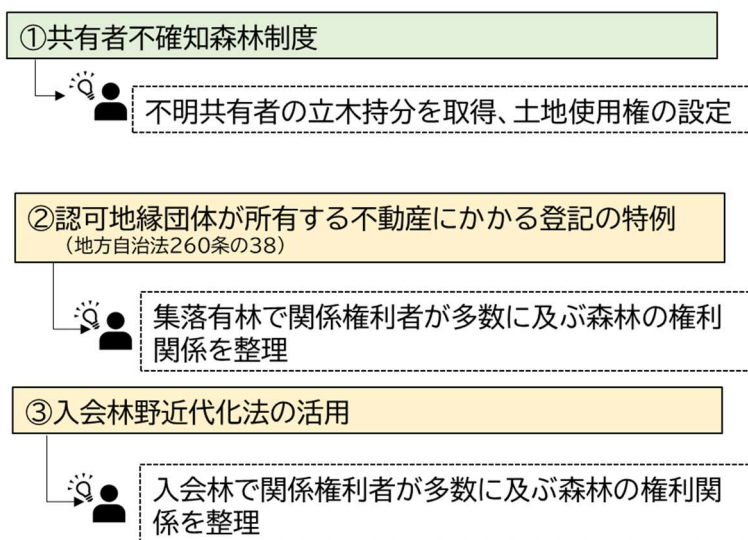 ①共有者不確知森林制度
不明共有者の立木持分を取得、土地使用権の設定
②認可地縁団体が所有する不動産にかかる登記の特例
（地方自治法260条の38）
集落有林で関係権利者が多数に及ぶ森林の権利
関係を整理
③入会林野近代化法の活用
入会林で関係権利者が多数に及ぶ森林の権利関
係を整理